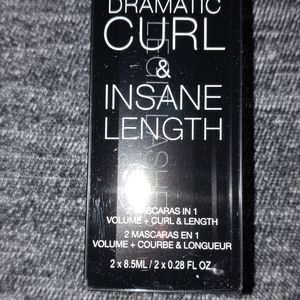 DRAMATIC
CURL
&
INSANE
LENGTH
2 MASCARAS IN 1
VOLUME + CURL & LENGTH
2 MASCARAS EN 1
VOLUME + COURBE & LONGUEUR
2 x 8.5ML / 2 x 0.28 FL OZ.